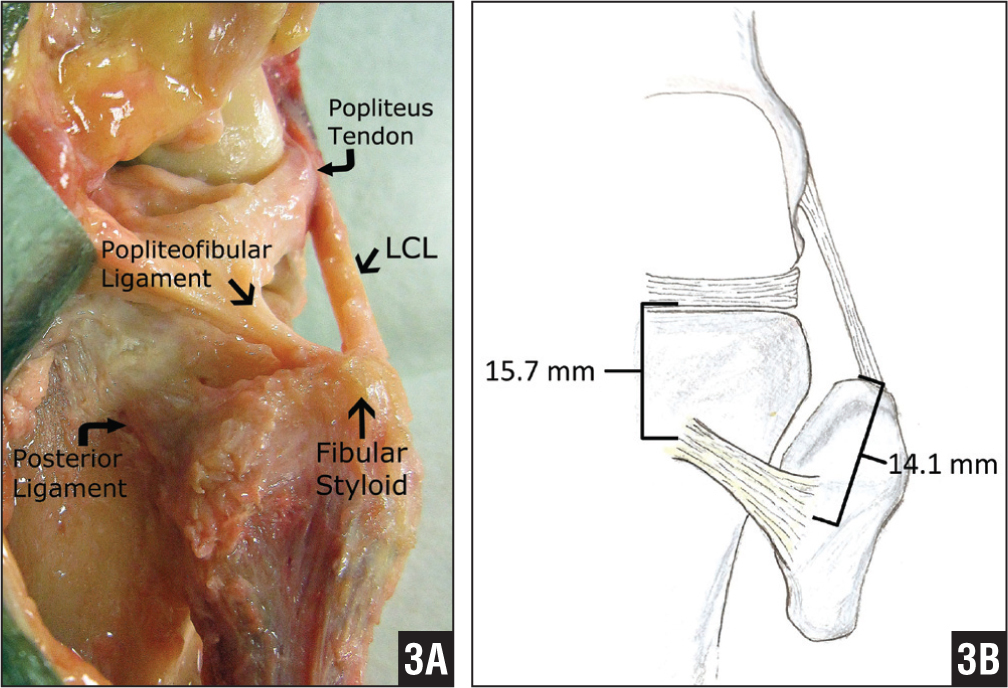 Popliteus
Tendon
LCL
Popliteofibular
Ligament
Posterior
Ligament
Fibular
Styloid
3A
15.7 mm
14.1 mm
3B